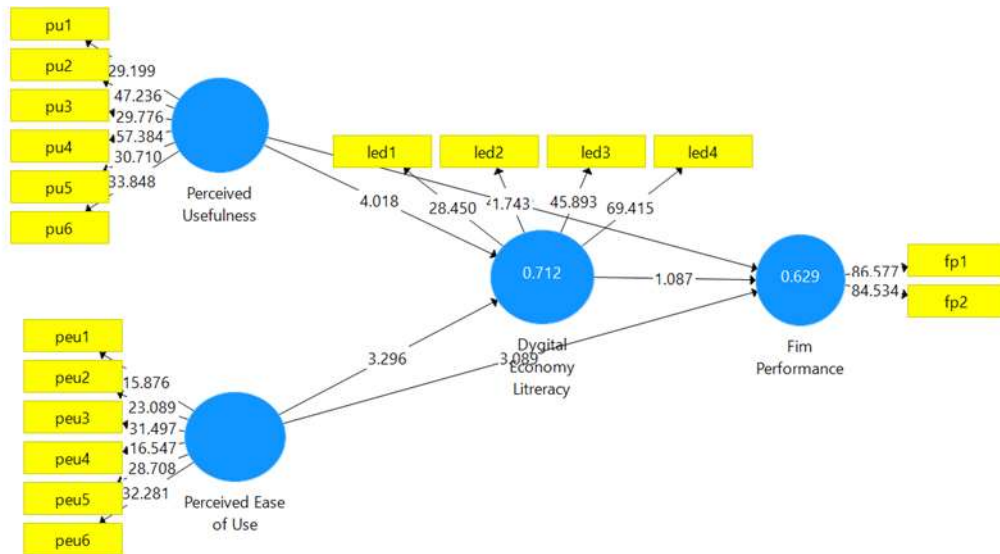 pu1
pu2
pu3
pu4
pu5
pu6
29.199
47.236
29.776
57.384
30.710
33.848
Perceived
Usefulness
led1
led2
led3
led4
4.018
28.450
45.893
69.415
0.712
Dygital
Economy
Litreracy
1.087
0.629
Fim
Performance
86.577
84.534
fp1
fp2
3.296
3.089
peu1
peu2
peu3
peu4
peu5
peu6
15.876
23.089
31.497
16.547
28.708
32.281
Perceived Ease
of Use